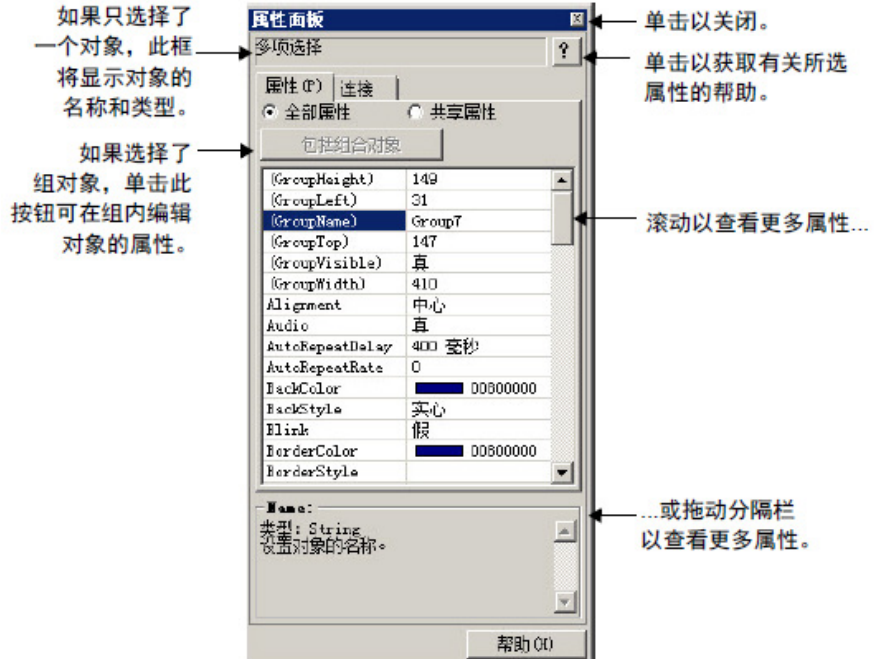 如果只选择了
一个对象，此框
将显示对象的
名称和类型。
属性面板
单击以关闭。
多项选择
?
单击以获取有关所选
属性的帮助。
属性(P) 连接
全部属性 共享属性
包括组合对象
如果选择了
组对象，单击此
按钮可在组内编辑
对象的属性。
(GroupHeight) 149
(GroupLeft) 31
(GroupName) Group7
(GroupTop) 147
(GroupVisible) 真
(GroupWidth) 410
Alignment 中心
Audio 真
AutoRepeatDelay 400 毫秒
AutoRepeatRate 0
BackColor 00800000
BackStyle 实心
Blink 假
BorderColor 00800000
BorderStyle
滚动以查看更多属性...
Name:
类型: String
设置对象的名称。
...或拖动分隔栏
以查看更多属性。
帮助(H)